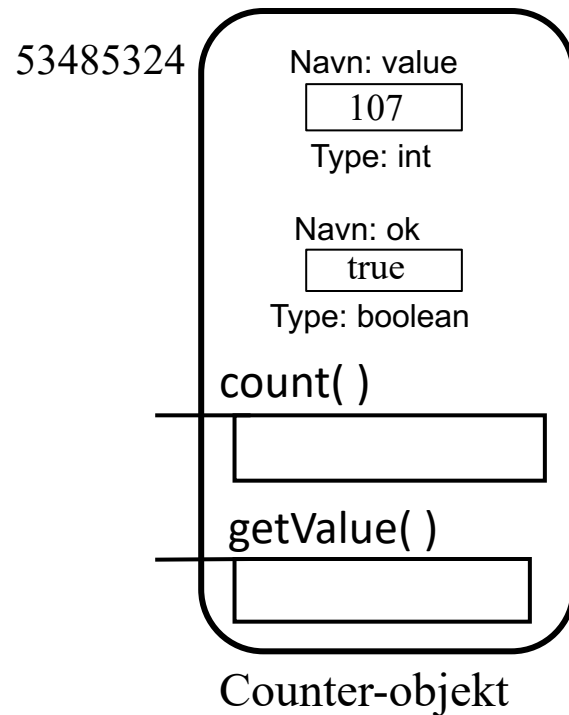 53485324
Navn: value
107
Type: int
Navn: ok
true
Type: boolean
count( )
getValue( )
Counter-objekt